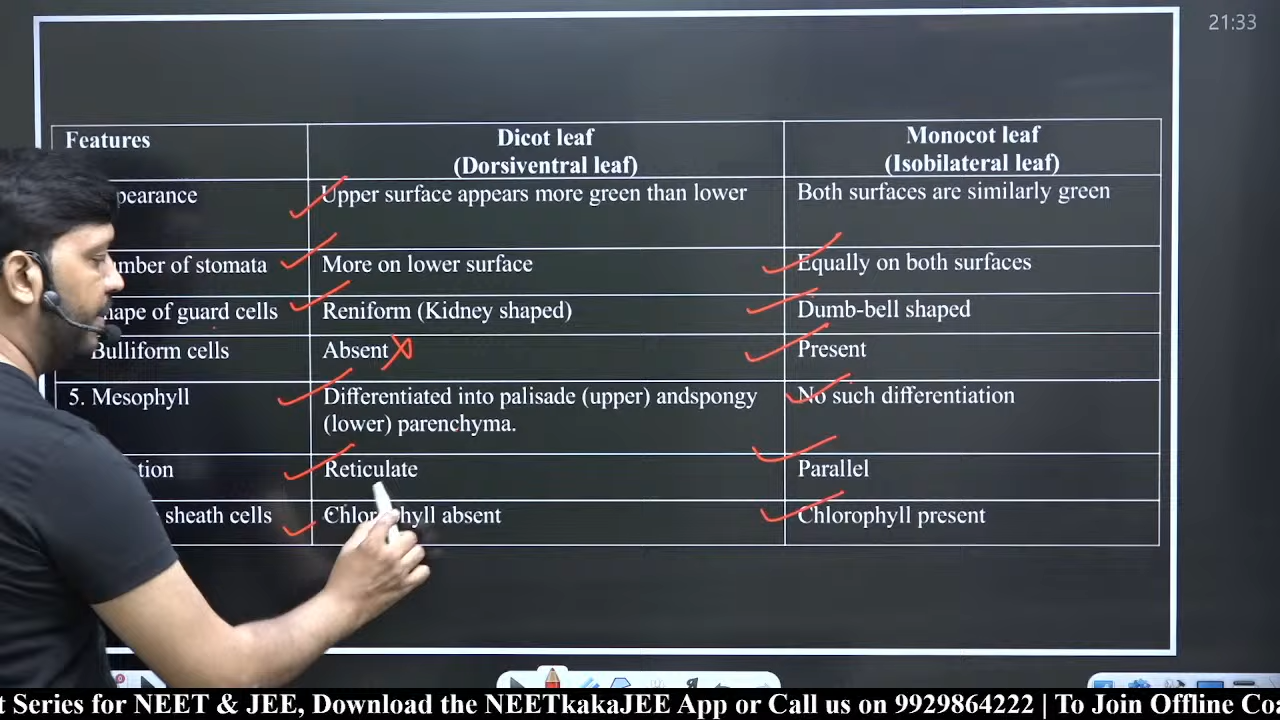 21:33
Features Dicot leaf Monocot leaf
(Dorsiventral leaf) (Isobilateral leaf)
pearance Upper surface appears more green than lower Both surfaces are similarly green
mber of stomata More on lower surface Equally on both surfaces
hape of guard cells Reniform (Kidney shaped) Dumb-bell shaped
Bulliform cells Absent Present
5. Mesophyll Differentiated into palisade (upper) andspongy No such differentiation
(lower) parenchyma.
tion Reticulate Parallel
sheath cells Chlorophyll absent Chlorophyll present
t Series for NEET & JEE, Download the NEETkakaJEE App or Call us on 9929864222 | To Join Offline Coa